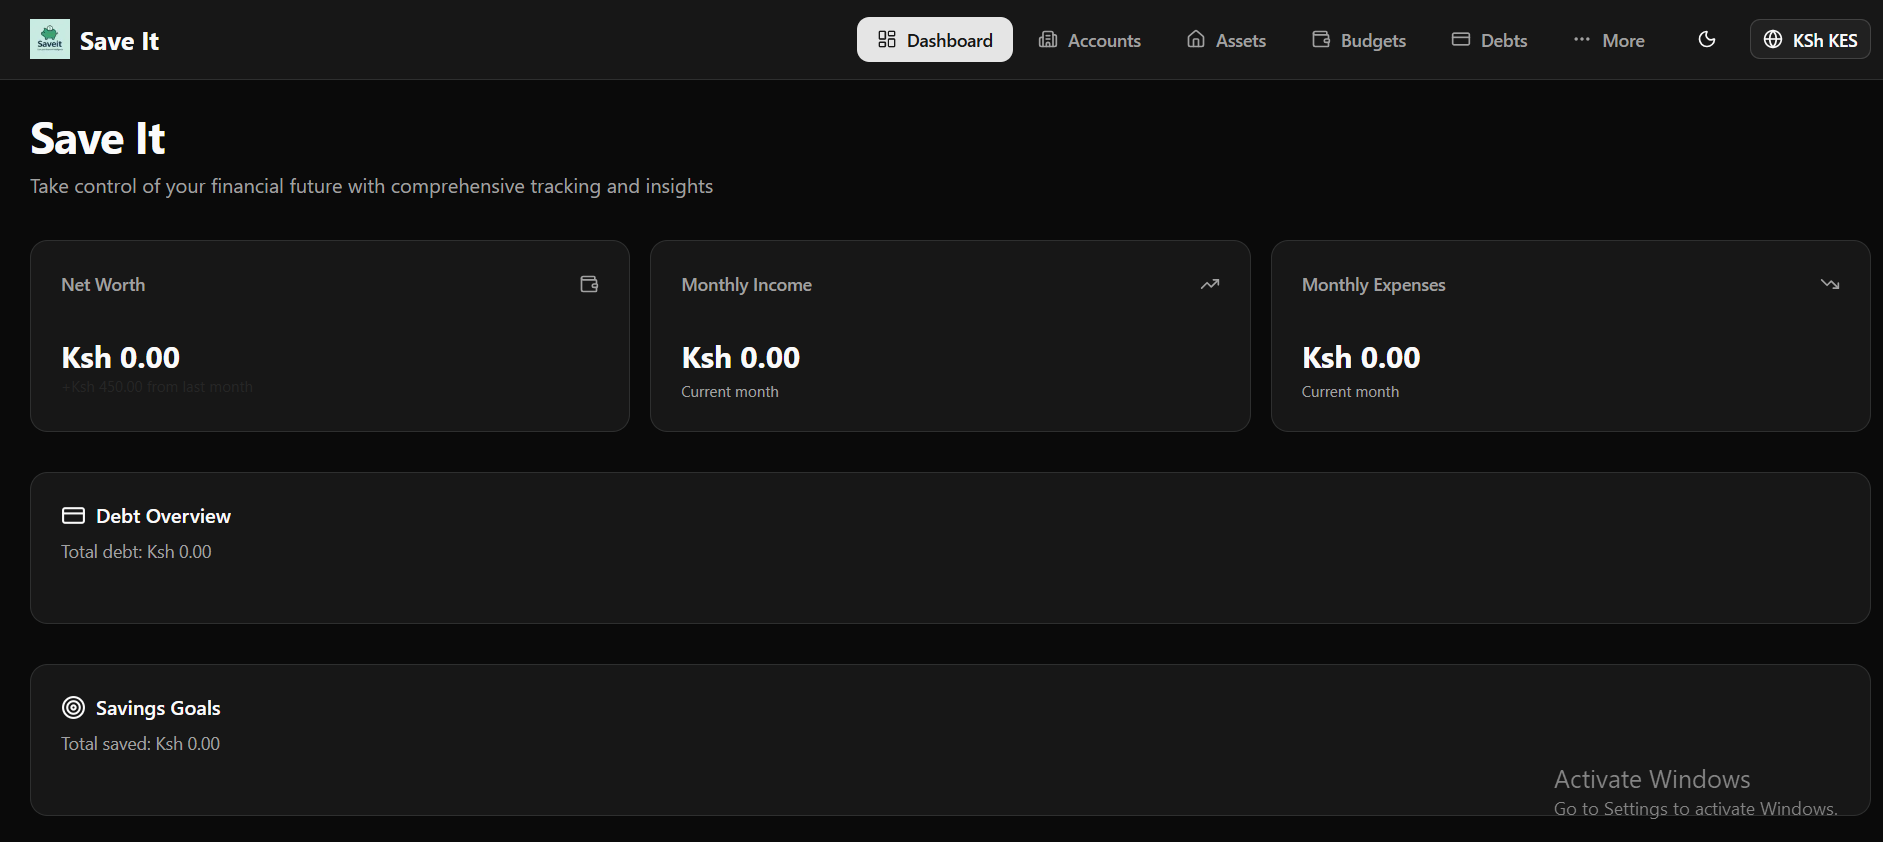 Saveit
Save It
Dashboard
Accounts
Assets
Budgets
Debts
More
KSh KES
Save It
Take control of your financial future with comprehensive tracking and insights
Net Worth
Ksh 0.00
+Ksh 450.00 from last month
Monthly Income
Ksh 0.00
Current month
Monthly Expenses
Ksh 0.00
Current month
Debt Overview
Total debt: Ksh 0.00
Savings Goals
Total saved: Ksh 0.00
Activate Windows
Go to Settings to activate Windows.